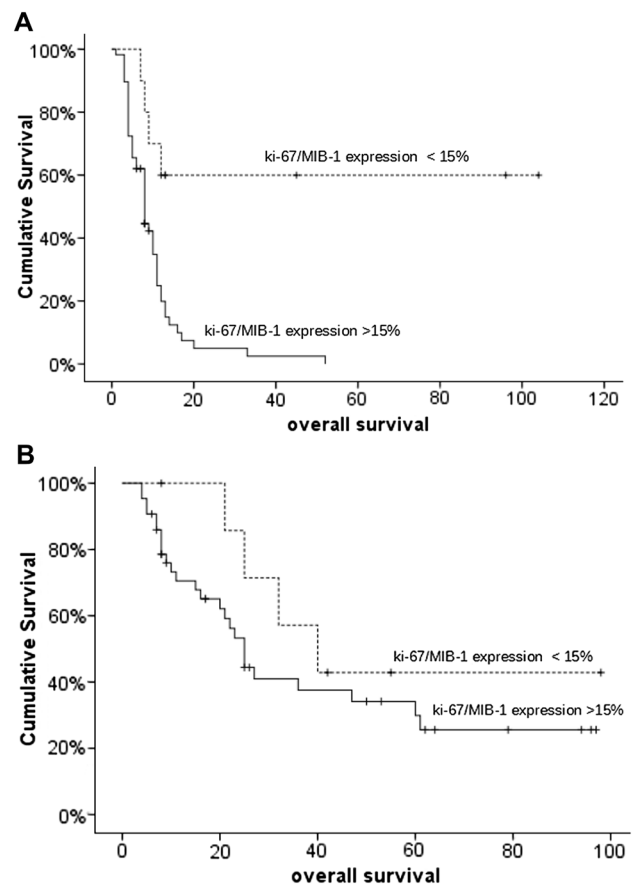 A
100%
80%
60%
40%
20%
0%
Cumulative Survival
ki-67/MIB-1 expression < 15%
ki-67/MIB-1 expression >15%
0 20 40 60 80 100 120
overall survival
B
100%
80%
60%
40%
20%
0%
Cumulative Survival
ki-67/MIB-1 expression < 15%
ki-67/MIB-1 expression >15%
0 20 40 60 80 100
overall survival